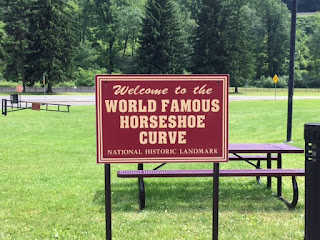 Welcome to the
WORLD FAMOUS
HORSESHOE
CURVE
NATIONAL HISTORIC LANDMARK